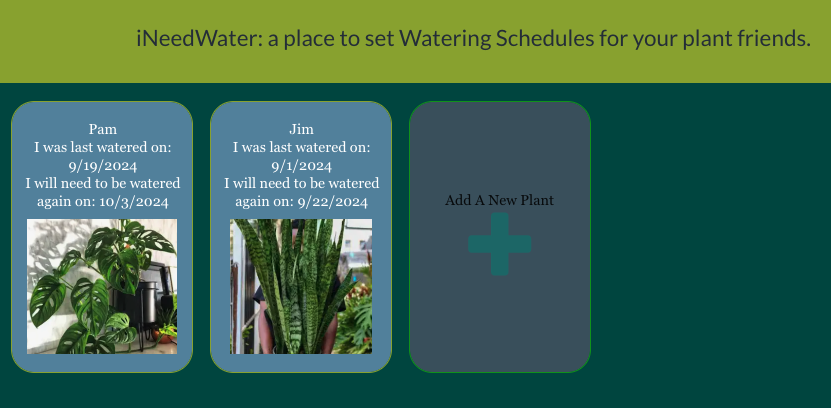 iNeedWater: a place to set Watering Schedules for your plant friends.
Pam
I was last watered on:
9/19/2024
I will need to be watered
again on: 10/3/2024
Jim
I was last watered on:
9/1/2024
I will need to be watered
again on: 9/22/2024
Add A New Plant